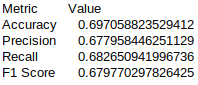 Metric Value
Accuracy 0.697058823529412
Precision 0.677958446251129
Recall 0.682650941996736
F1 Score 0.679770297826425